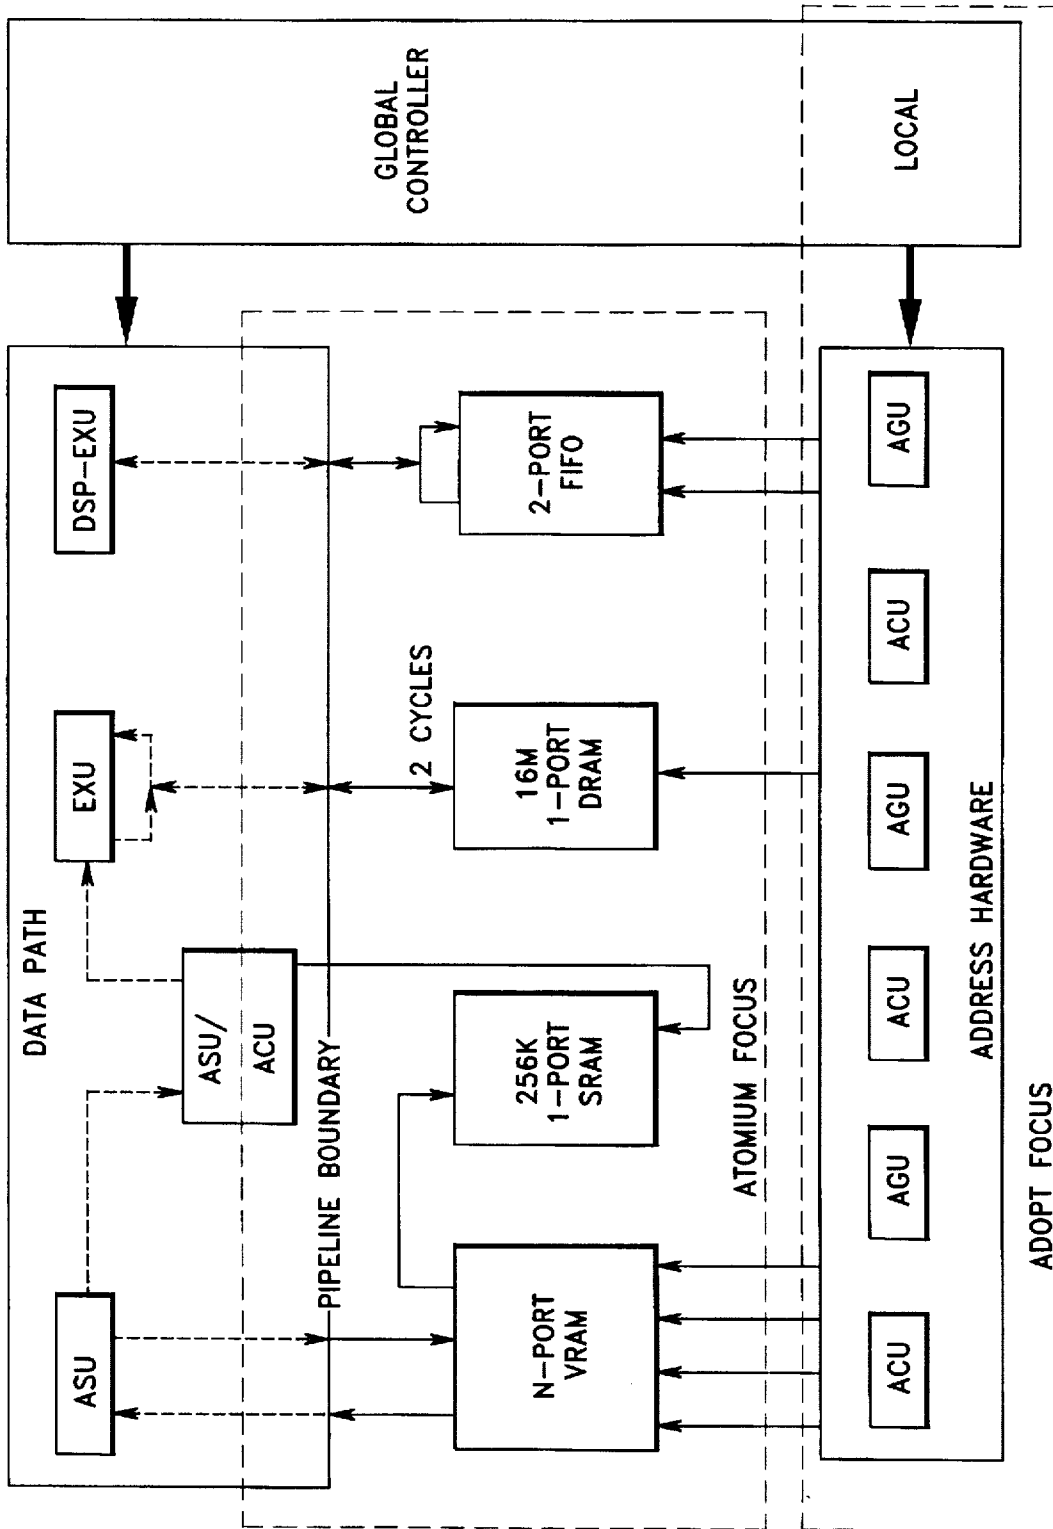 DATA PATH
ASU
ASU/
ACU
EXU
DSP-EXU
PIPELINE BOUNDARY
2 CYCLES
N-PORT
VRAM
256K
1-PORT
SRAM
16M
1-PORT
DRAM
2-PORT
FIFO
ATOMIUM FOCUS
ACU
AGU
ACU
AGU
ACU
AGU
ADDRESS HARDWARE
ADOPT FOCUS
GLOBAL
CONTROLLER
LOCAL